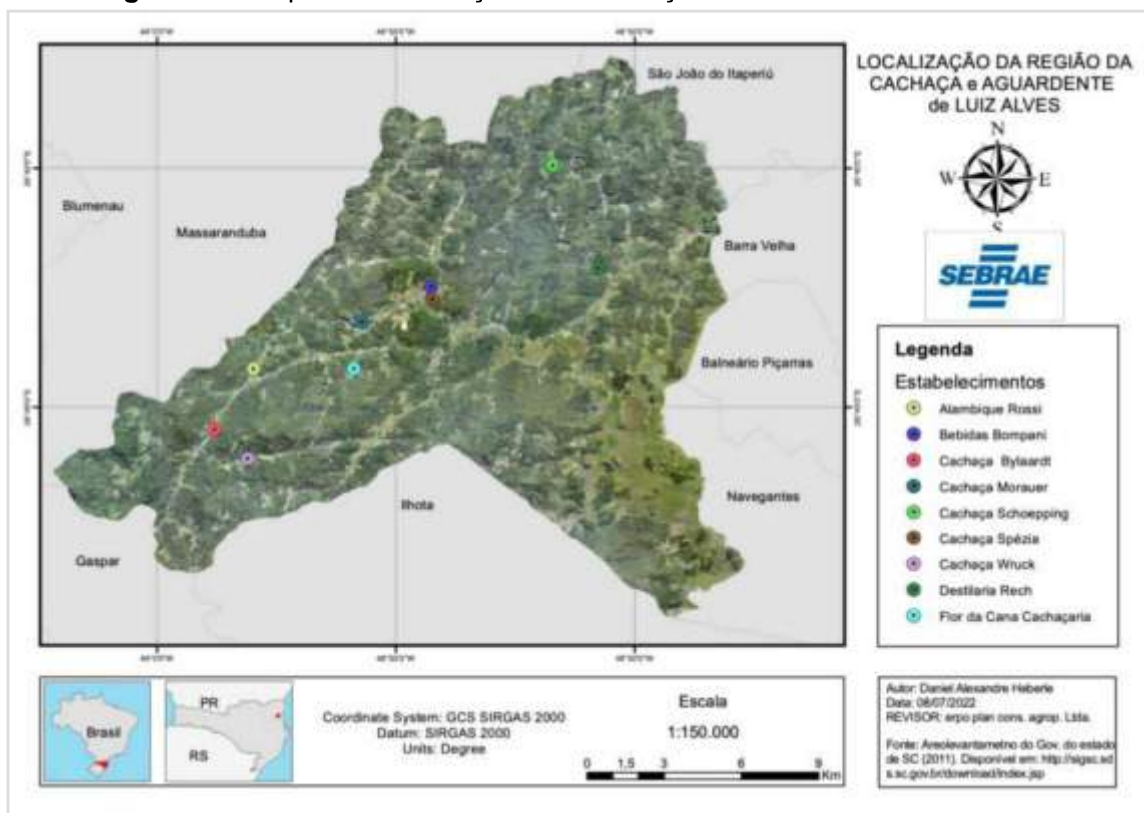 LOCALIZAÇÃO DA REGIÃO DA
CACHAÇA e AGUARDENTE
de LUIZ ALVES
N
W
E
S
SEBRAE
São João do Itaperiú
Blumenau
Massaranduba
Barra Velha
Balneário Piçarras
Navegantes
Ilhota
Gaspar
Legenda
Estabelecimentos
Alambique Rossi
Bebidas Bompani
Cachaça Bylaardt
Cachaça Morauer
Cachaça Schoepping
Cachaça Spézia
Cachaça Wruck
Destilaria Rech
Flor da Cana Cachaçaria
Brasil
PR
RS
Coordinate System: GCS SIRGAS 2000
Datum: SIRGAS 2000
Units: Degree
Escala
1:150.000
0 1,5 3 6 9
Km
Autor: Daniel Alexandre Heberle
Data: 08/07/2022
REVISOR: erpo plan cons. agrop. Ltda.
Fonte: Areolevantametno do Gov. do estado
de SC (2011). Disponível em: http://sigsc.sd
s.sc.gov.br/download/index.jsp